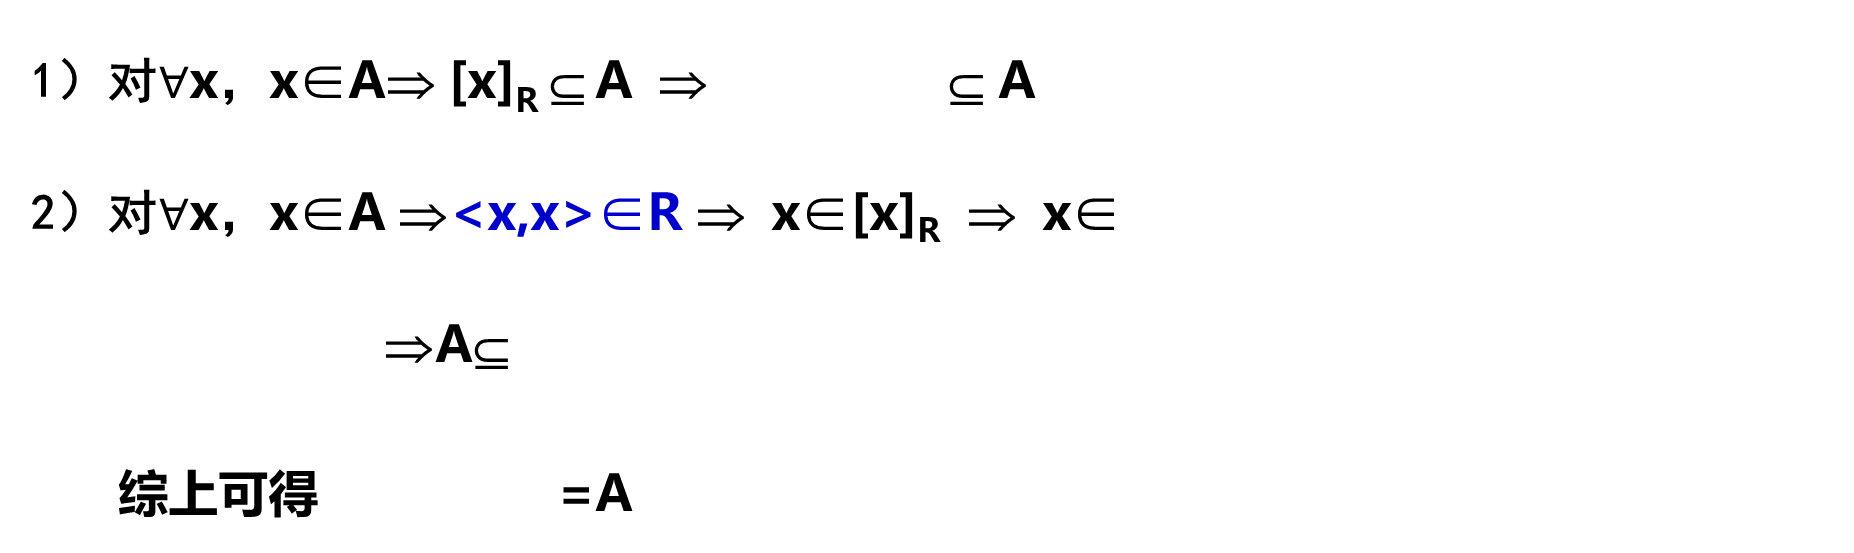 1）对∀x，x∈A⇒ [x]R ⊆ A ⇒ ⊆ A
2）对∀x，x∈A ⇒<x,x>∈R ⇒ x∈[x]R ⇒ x∈
⇒A⊆
综上可得 =A